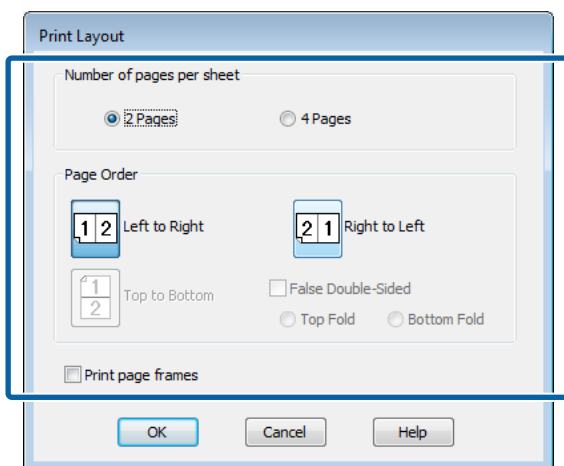 Print Layout
Number of pages per sheet
2 Pages 4 Pages
Page Order
1 2 Left to Right 2 1 Right to Left
1
2 Top to Bottom False Double-Sided
Top Fold Bottom Fold
Print page frames
OK Cancel Help